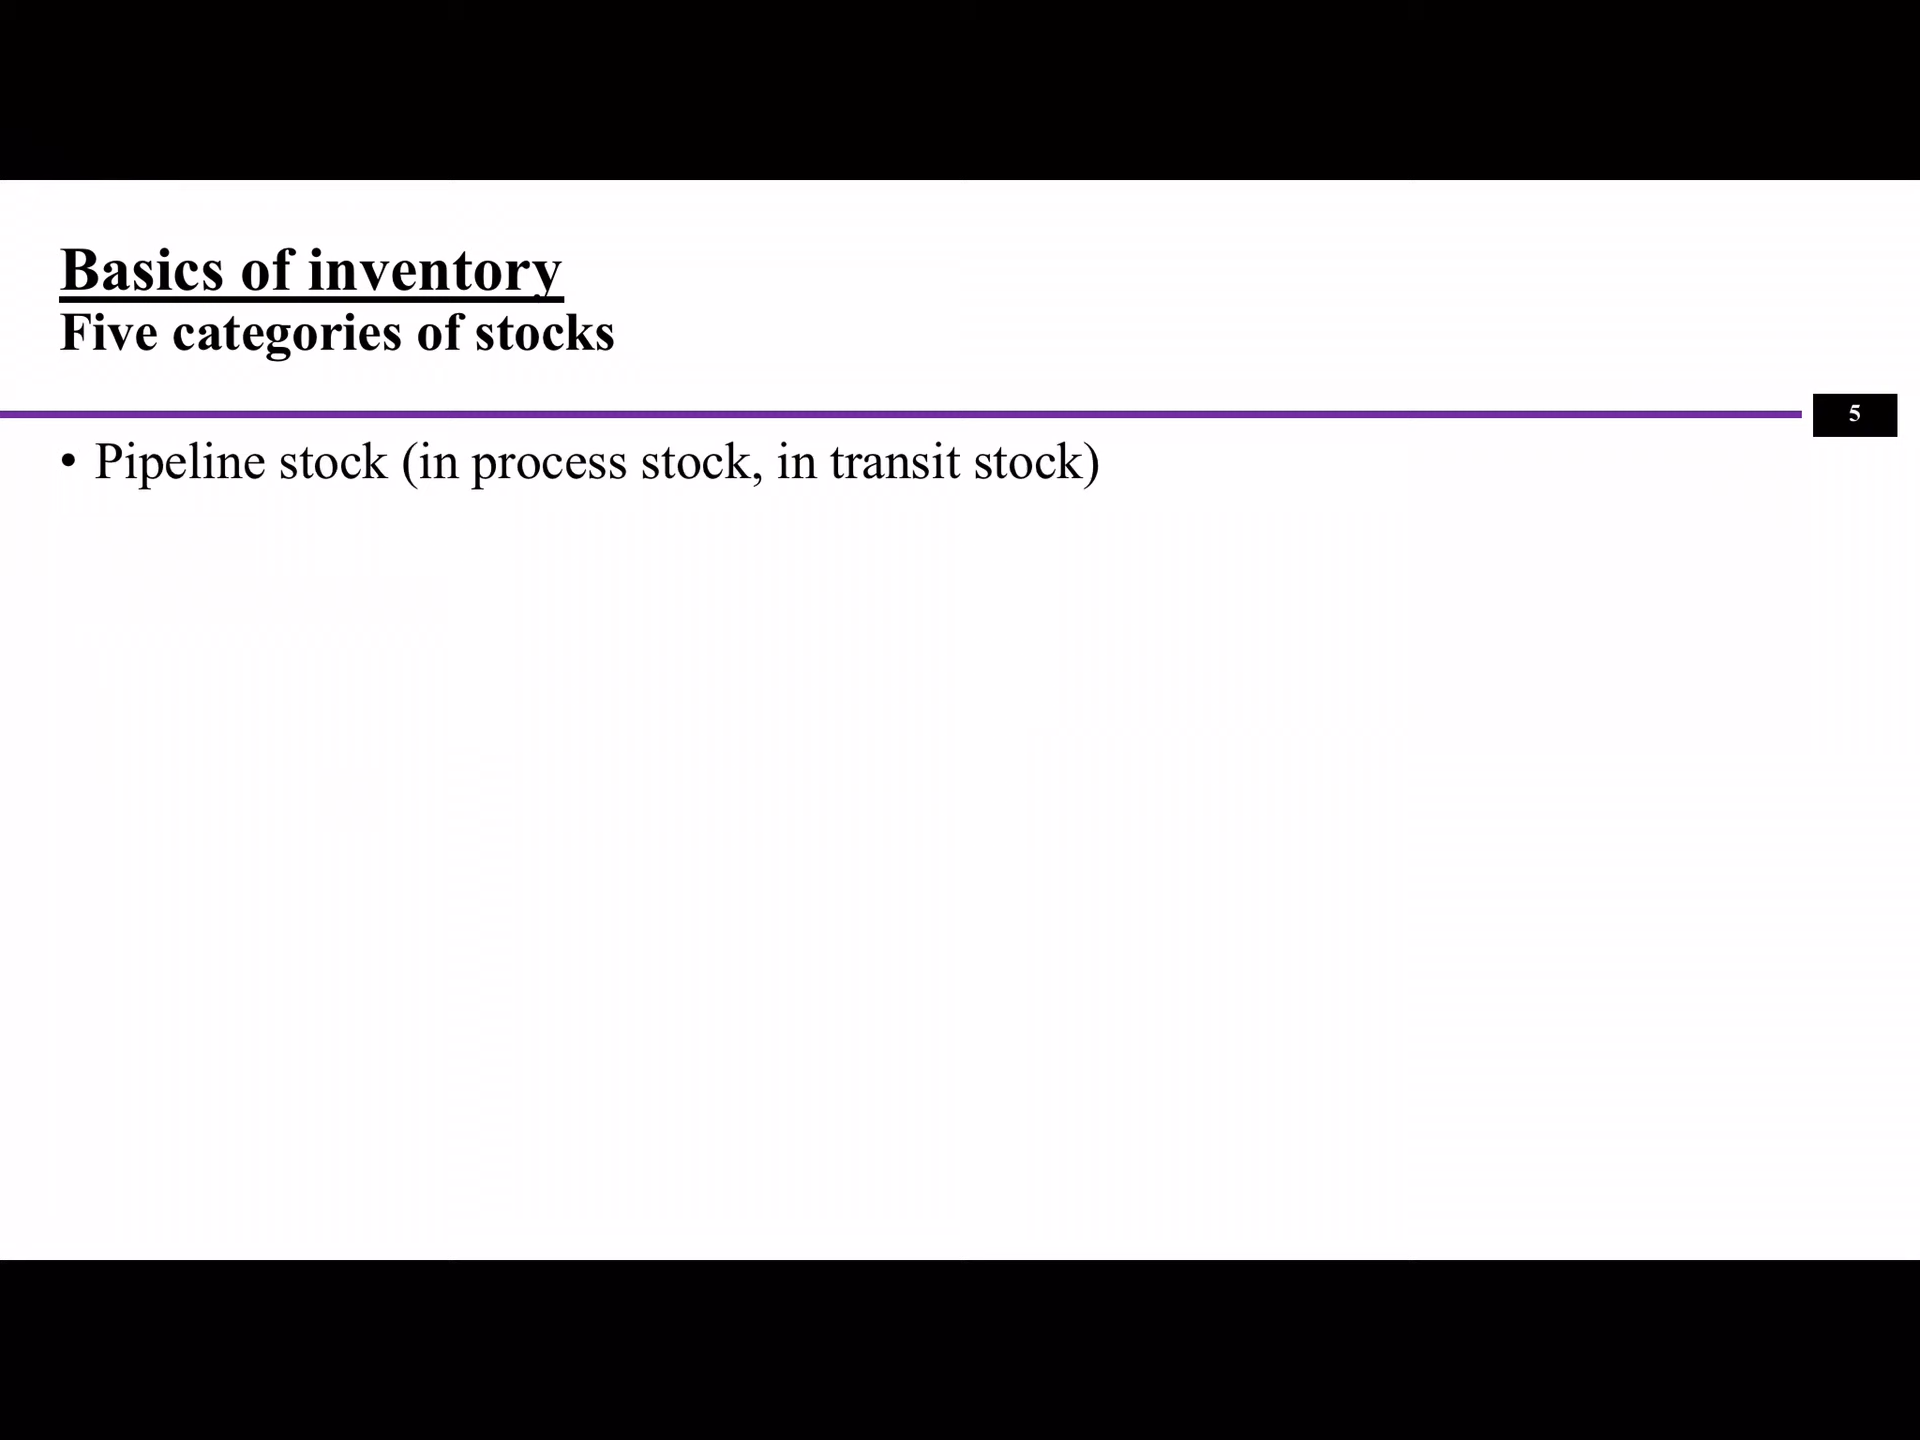 Basics of inventory
Five categories of stocks
5
• Pipeline stock (in process stock, in transit stock)